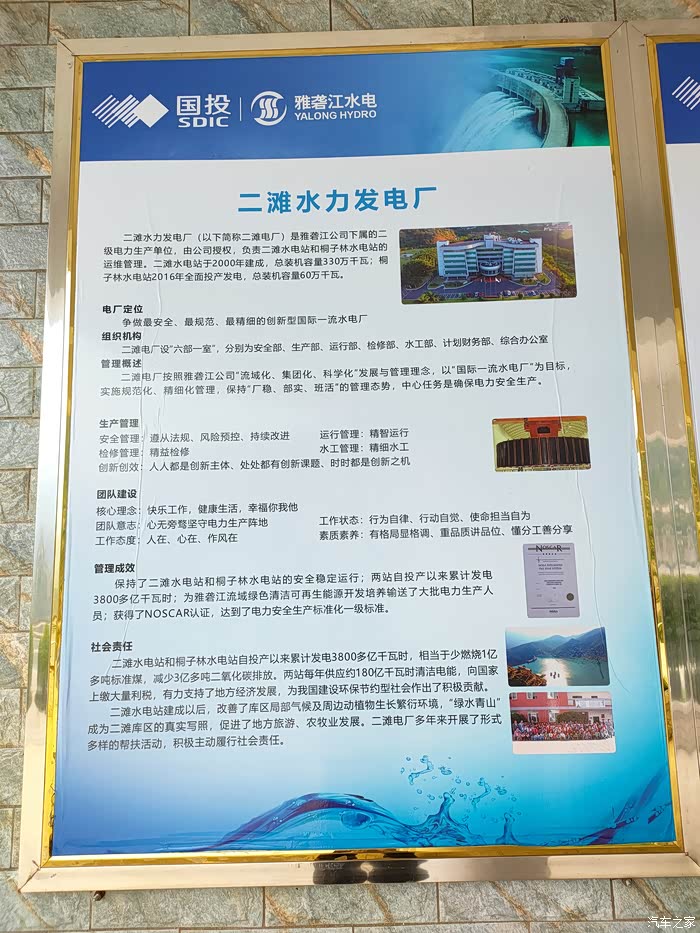 国投
SDIC
雅砻江水电
YALONG HYDRO
二滩水力发电厂
二滩水力发电厂（以下简称二滩电厂）是雅砻江公司下属的二
级电力生产单位，由公司授权，负责二滩水电站和桐子林水电站的
运维管理。二滩水电站于2000年建成，总装机容量330万千瓦；桐
子林水电站2016年全面投产发电，总装机容量60万千瓦。
电厂定位
争做最安全、最规范、最精细的创新型国际一流水电厂
组织机构
二滩电厂设“六部一室”，分别为安全部、生产部、运行部、检修部、水工部、计划财务部、综合办公室
管理概述
二滩电厂按照雅砻江公司“流域化、集团化、科学化”发展与管理理念，以“国际一流水电厂”为目标，
实施规范化、精细化管理，保持“厂稳、部实、班活”的管理态势，中心任务是确保电力安全生产。
生产管理
安全管理：遵从法规、风险预控、持续改进
运行管理：精智运行
检修管理：精益检修
水工管理：精细水工
创新创效：人人都是创新主体、处处都有创新课题、时时都是创新之机
团队建设
核心理念：快乐工作，健康生活，幸福你我他
团队意志：心无旁骛坚守电力生产阵地
工作状态：行为自律、行动自觉、使命担当自为
工作态度：人在、心在、作风在
素质素养：有格局显格调、重品质讲品位、懂分工善分享
管理成效
保持了二滩水电站和桐子林水电站的安全稳定运行；两站自投产以来累计发电
3800多亿千瓦时；为雅砻江流域绿色清洁可再生能源开发培养输送了大批电力生产人
员；获得了NOSCAR认证，达到了电力安全生产标准化一级标准。
NOSCAR
社会责任
二滩水电站和桐子林水电站自投产以来累计发电3800多亿千瓦时，相当于少燃烧1亿
多吨标准煤，减少3亿多吨二氧化碳排放。两站每年供应约180亿千瓦时清洁电能，向国家
上缴大量利税，有力支持了地方经济发展，为我国建设环保节约型社会作出了积极贡献。
二滩水电站建成以后，改善了库区局部气候及周边动植物生长繁衍环境，“绿水青山”
成为二滩库区的真实写照，促进了地方旅游、农牧业发展。二滩电厂多年来开展了形式
多样的帮扶活动，积极主动履行社会责任。
汽车之家